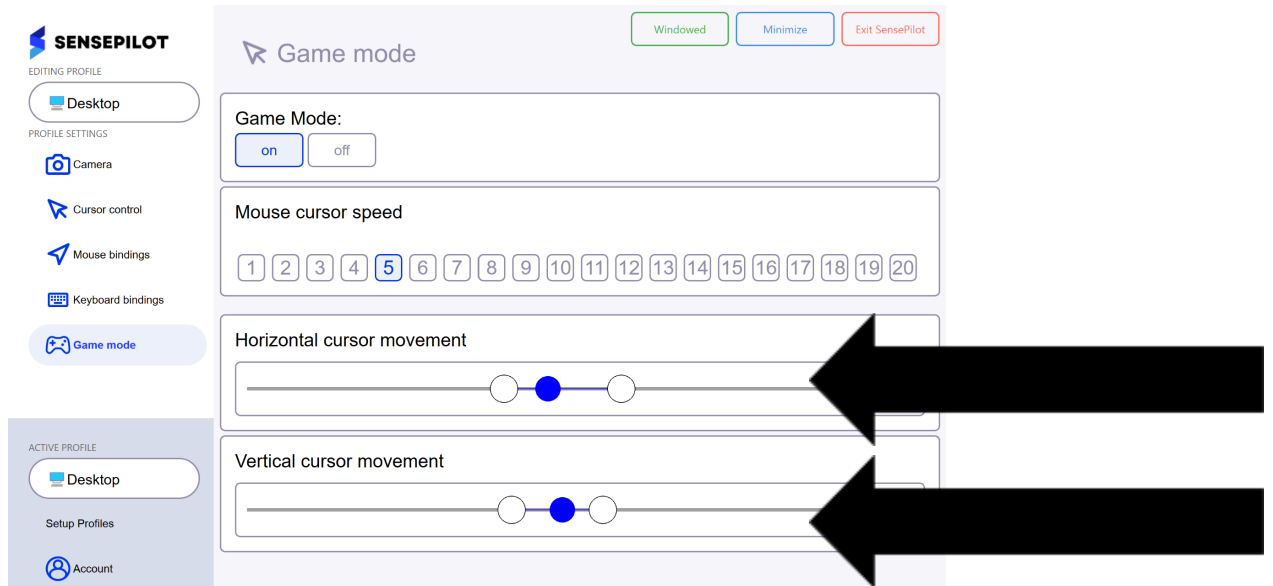 SENSEPILOT
EDITING PROFILE
Desktop
PROFILE SETTINGS
Camera
Cursor control
Mouse bindings
Keyboard bindings
Game mode
ACTIVE PROFILE
Desktop
Setup Profiles
Account
Windowed Minimize Exit SensePilot
Game mode
Game Mode:
on off
Mouse cursor speed
1 2 3 4 5 6 7 8 9 10 11 12 13 14 15 16 17 18 19 20
Horizontal cursor movement
Vertical cursor movement